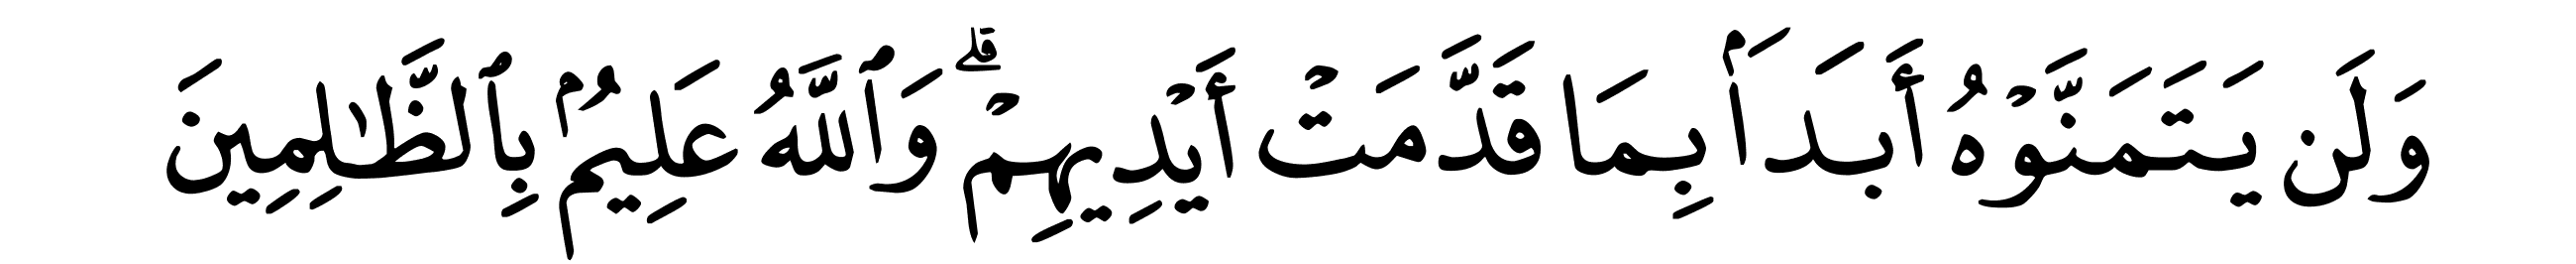 وَلَن يَتَمَنَّوۡهُ أَبَدَۢا بِمَا قَدَّمَتۡ أَيۡدِيهِمۡۚ وَٱللَّهُ عَلِيمُۢ بِٱلظَّٰلِمِينَ